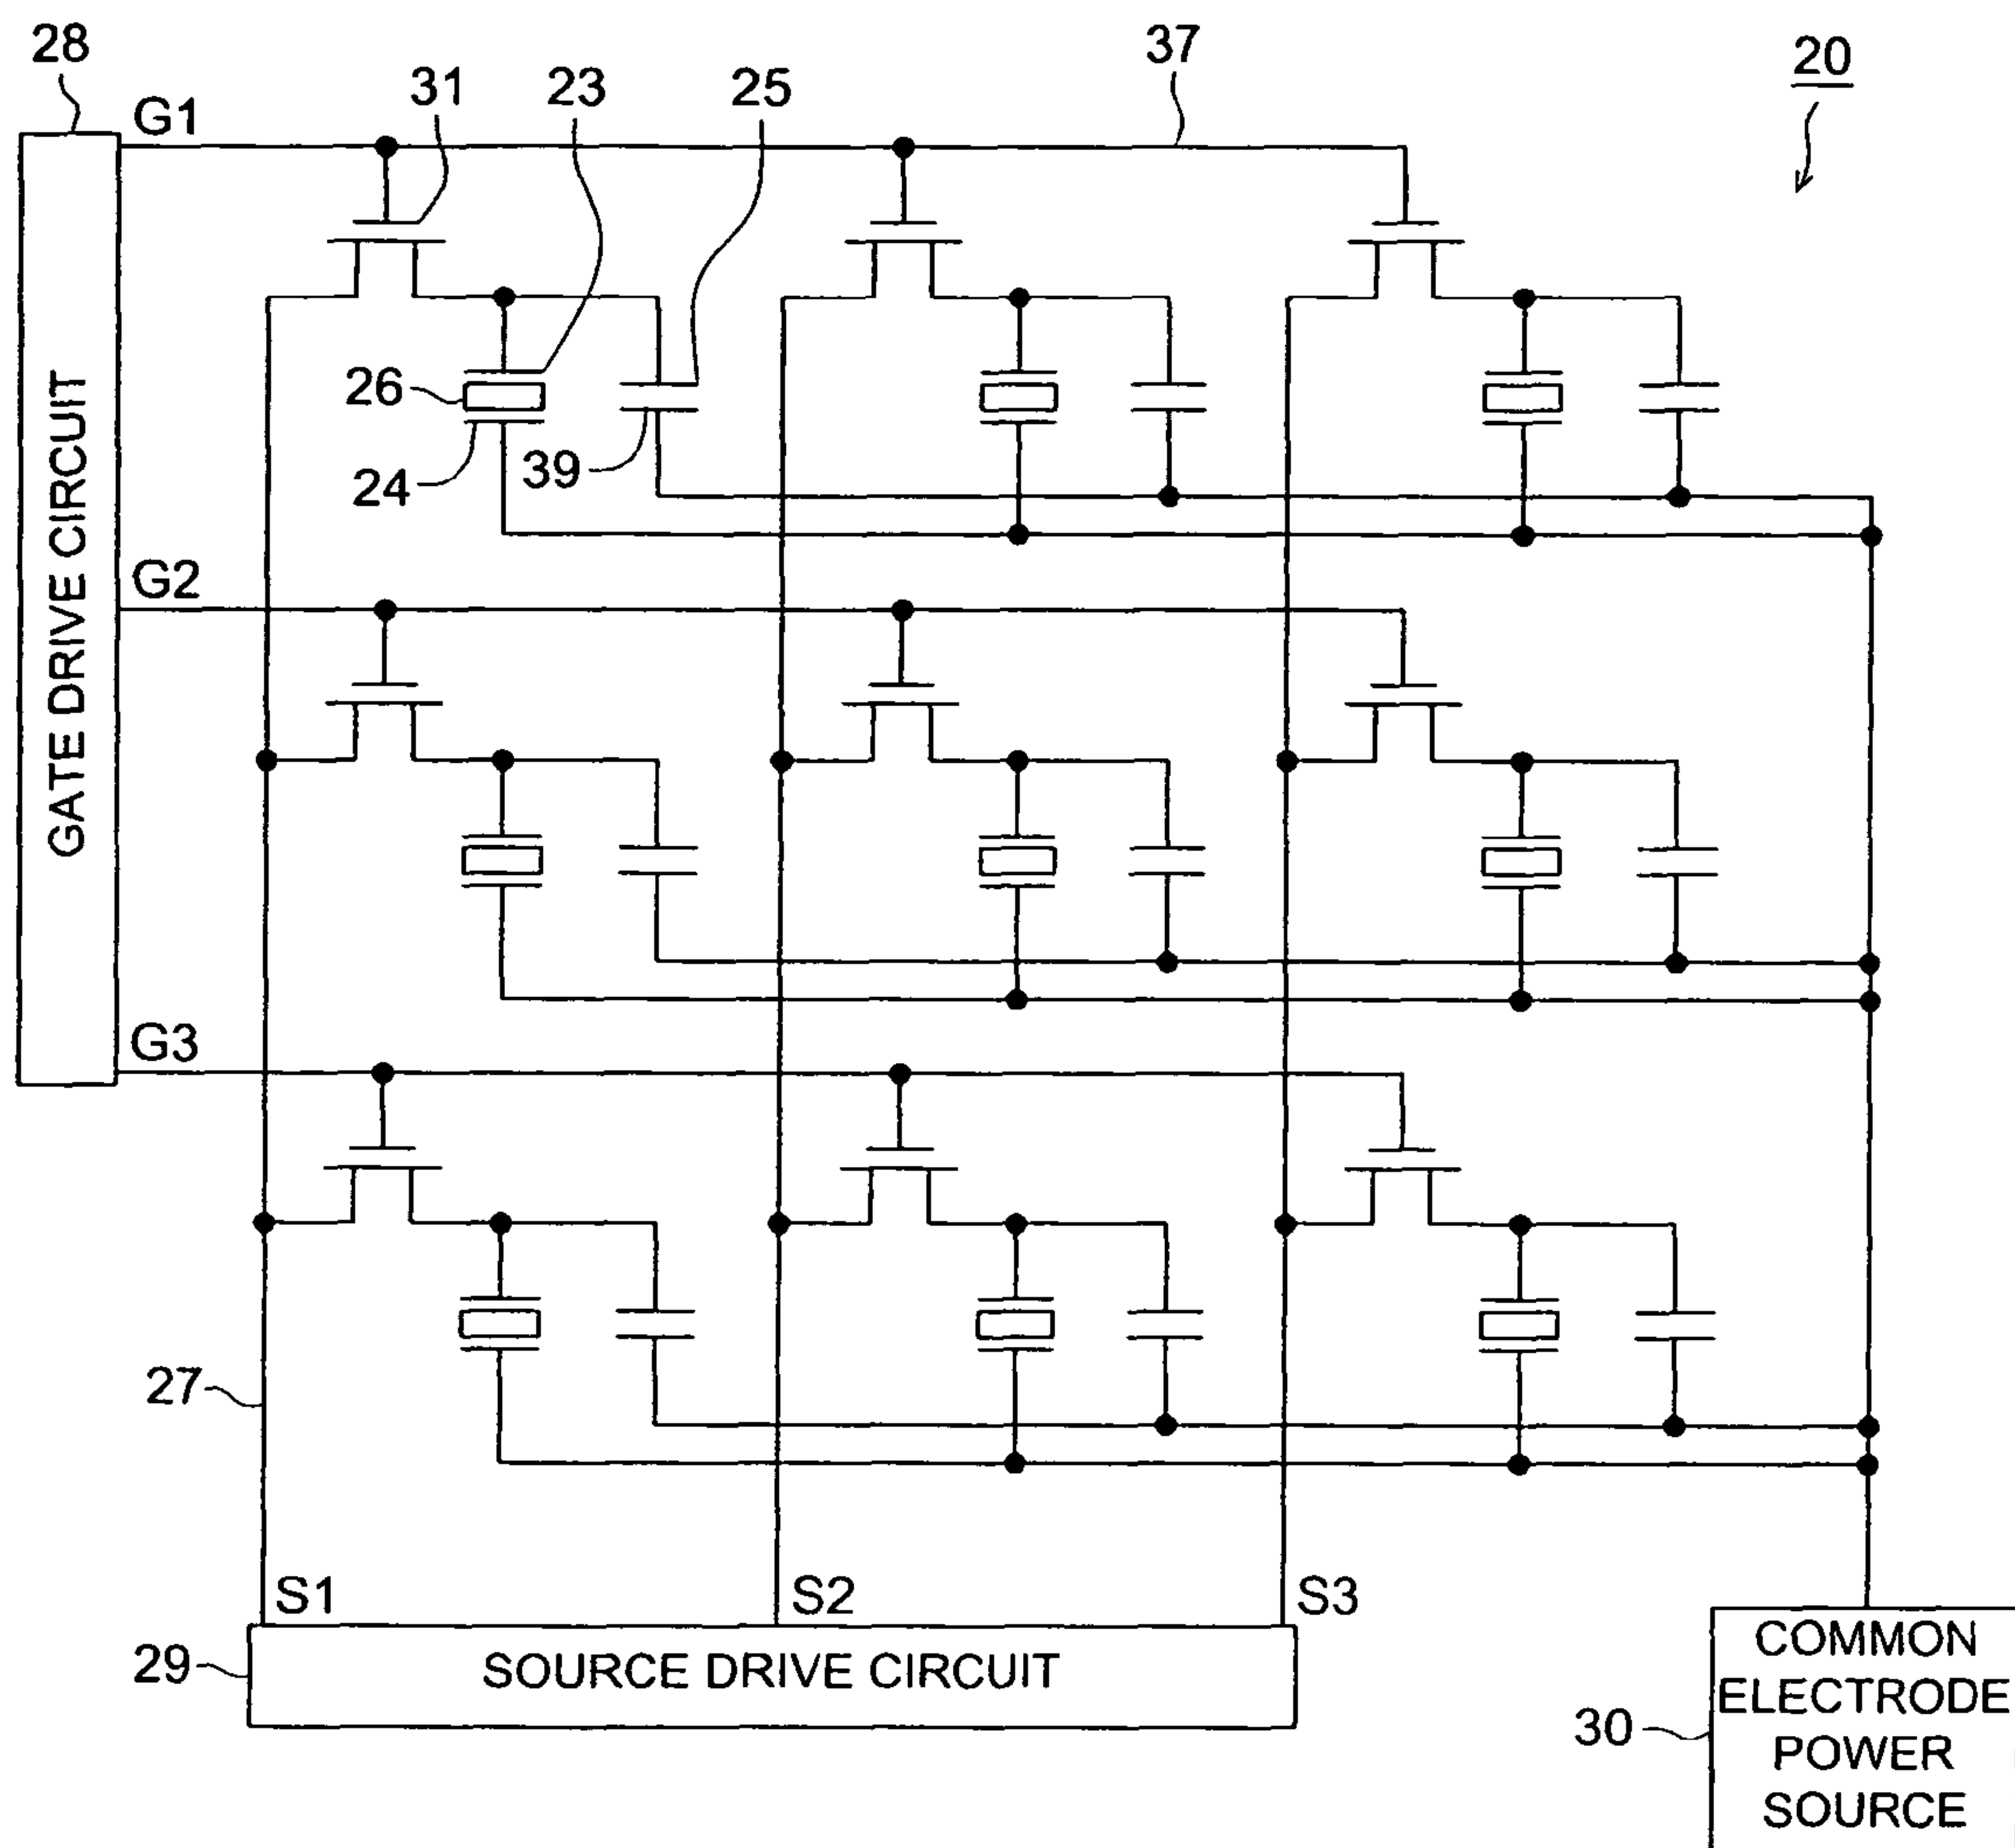 28
31
23
25
37
20
G1
26
24
39
GATE DRIVE CIRCUIT
G2
G3
27
S1
S2
S3
29
SOURCE DRIVE CIRCUIT
30
COMMON
ELECTRODE
POWER
SOURCE